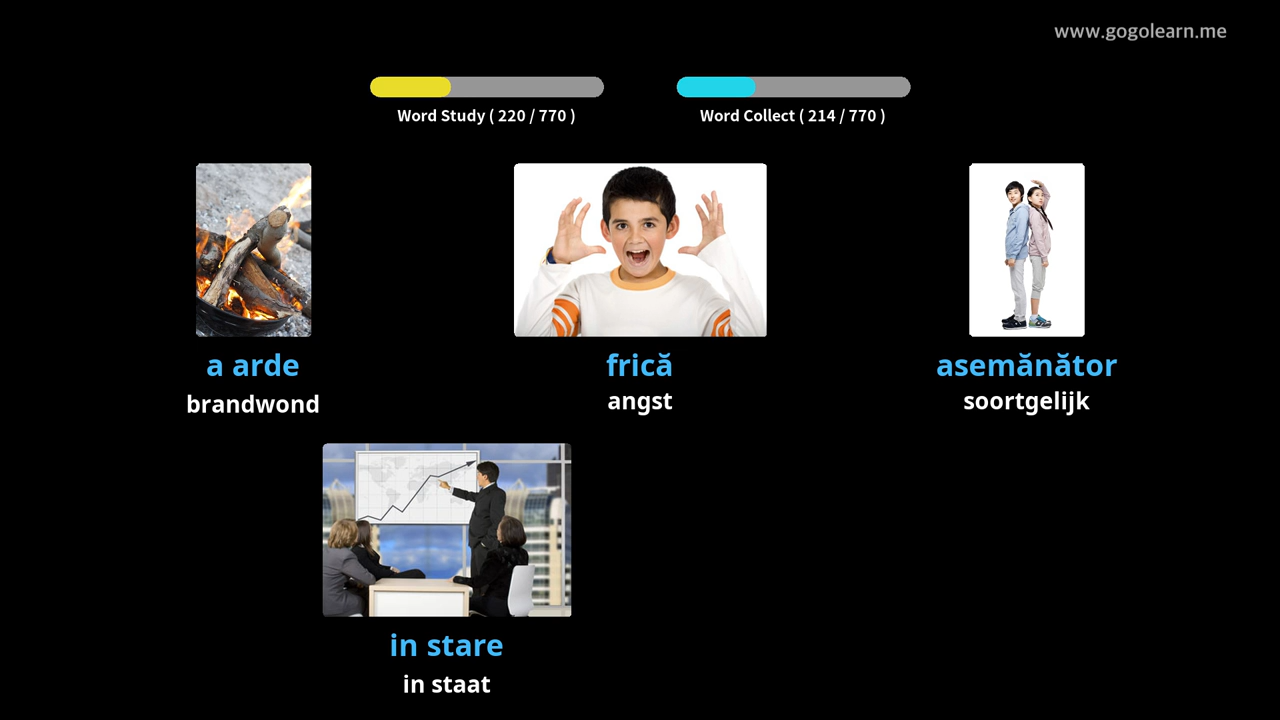 www.gogolearn.me
Word Study ( 220 / 770 )
Word Collect ( 214 / 770 )
a arde
brandwond
frică
angst
asemănător
soortgelijk
in stare
in staat